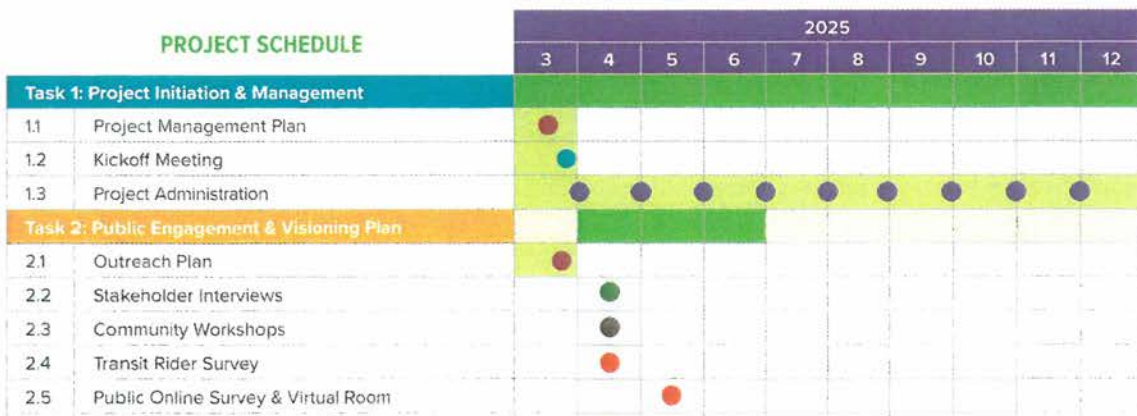 2025
PROJECT SCHEDULE
3 4 5 6 7 8 9 10 11 12
Task 1: Project Initiation & Management
1.1 Project Management Plan
1.2 Kickoff Meeting
1.3 Project Administration
Task 2: Public Engagement & Visioning Plan
2.1 Outreach Plan
2.2 Stakeholder Interviews
2.3 Community Workshops
2.4 Transit Rider Survey
2.5 Public Online Survey & Virtual Room